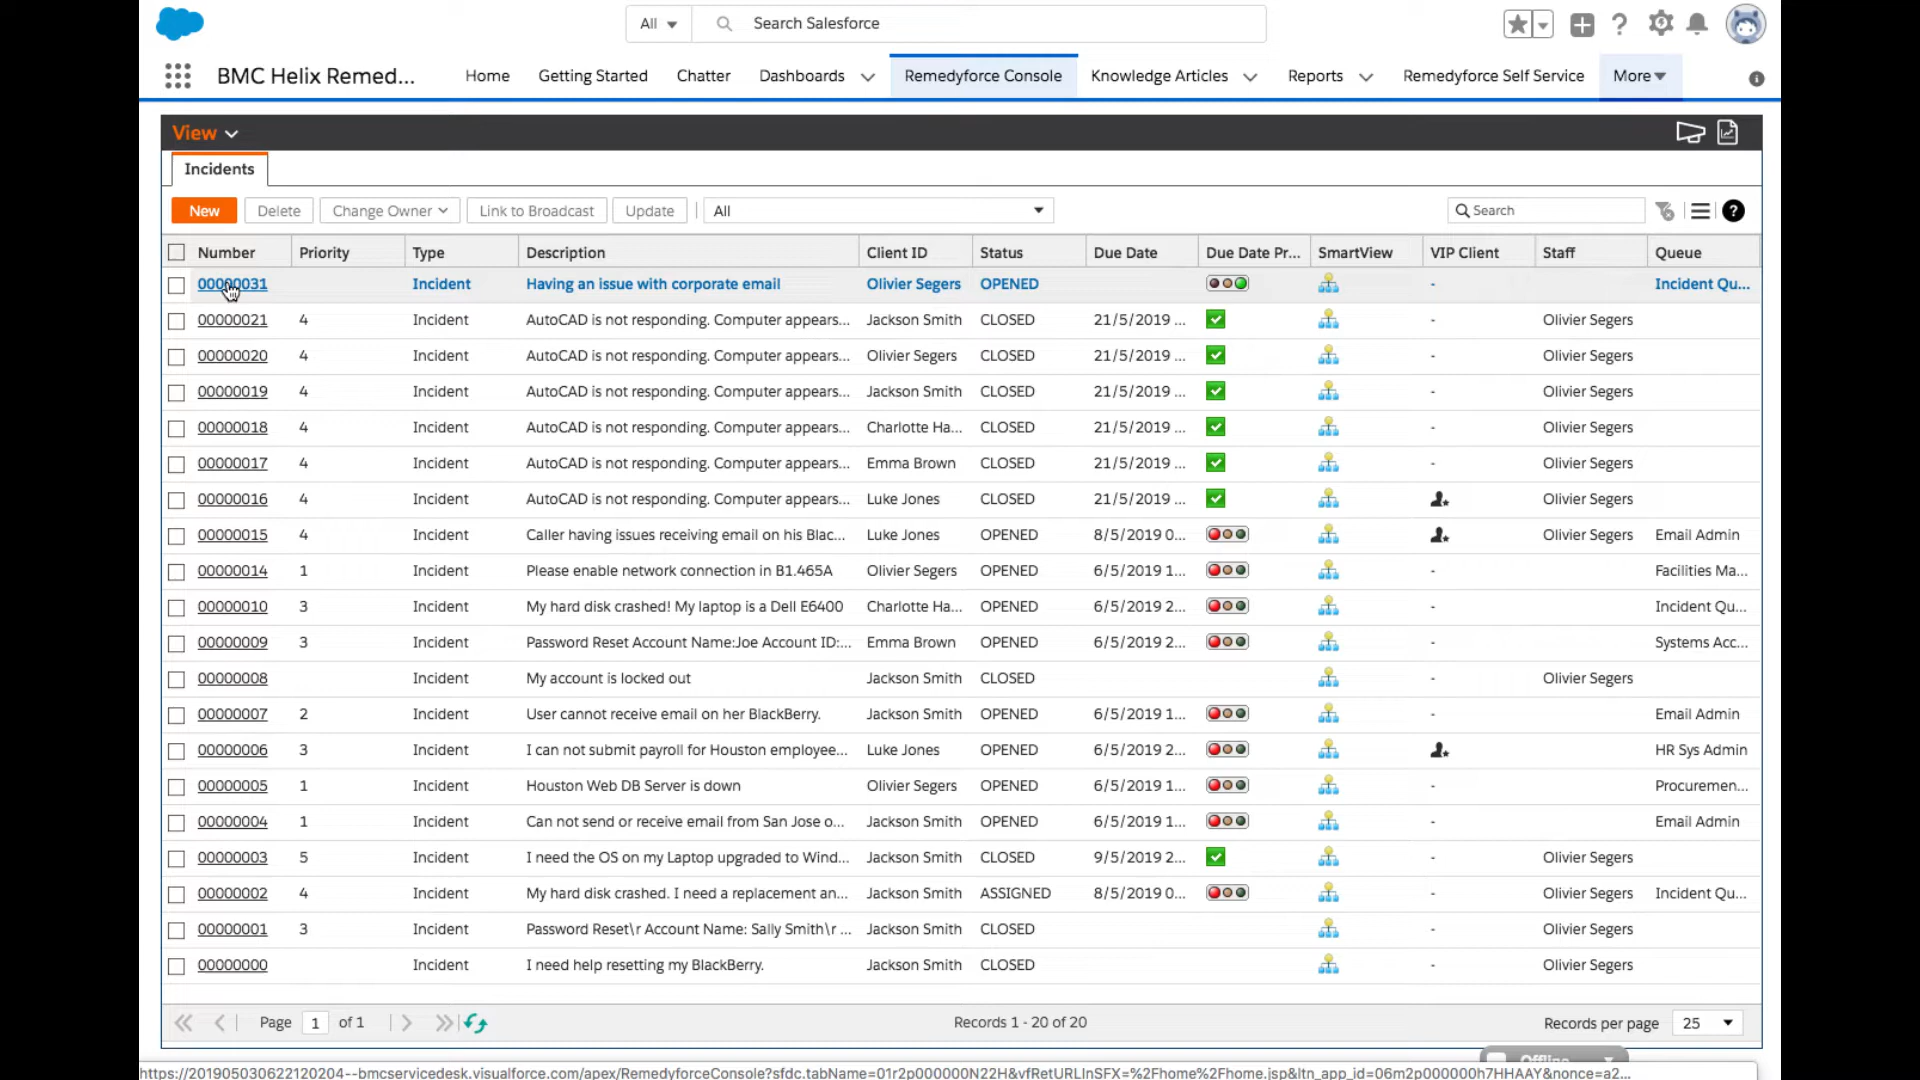 All Search Salesforce
BMC Helix Remed... Home Getting Started Chatter Dashboards Remedyforce Console Knowledge Articles Reports Remedyforce Self Service More
View
Incidents
New Delete Change Owner Link to Broadcast Update All Search ?
Number Priority Type Description Client ID Status Due Date Due Date Pr... SmartView VIP Client Staff Queue
00000031 Incident Having an issue with corporate email Olivier Segers OPENED - Incident Qu...
00000021 4 Incident AutoCAD is not responding. Computer appears... Jackson Smith CLOSED 21/5/2019 ... - Olivier Segers
00000020 4 Incident AutoCAD is not responding. Computer appears... Olivier Segers CLOSED 21/5/2019 ... - Olivier Segers
00000019 4 Incident AutoCAD is not responding. Computer appears... Jackson Smith CLOSED 21/5/2019 ... - Olivier Segers
00000018 4 Incident AutoCAD is not responding. Computer appears... Charlotte Ha... CLOSED 21/5/2019 ... - Olivier Segers
00000017 4 Incident AutoCAD is not responding. Computer appears... Emma Brown CLOSED 21/5/2019 ... - Olivier Segers
00000016 4 Incident AutoCAD is not responding. Computer appears... Luke Jones CLOSED 21/5/2019 ... Olivier Segers
00000015 4 Incident Caller having issues receiving email on his Blac... Luke Jones OPENED 8/5/2019 0... Olivier Segers Email Admin
00000014 1 Incident Please enable network connection in B1.465A Olivier Segers OPENED 6/5/2019 1... - Facilities Ma...
00000010 3 Incident My hard disk crashed! My laptop is a Dell E6400 Charlotte Ha... OPENED 6/5/2019 2... - Incident Qu...
00000009 3 Incident Password Reset Account Name:Joe Account ID:... Emma Brown OPENED 6/5/2019 2... - Systems Acc...
00000008 Incident My account is locked out Jackson Smith CLOSED - Olivier Segers
00000007 2 Incident User cannot receive email on her BlackBerry. Jackson Smith OPENED 6/5/2019 1... - Email Admin
00000006 3 Incident I can not submit payroll for Houston employee... Luke Jones OPENED 6/5/2019 2... HR Sys Admin
00000005 1 Incident Houston Web DB Server is down Olivier Segers OPENED 6/5/2019 1... - Procuremen...
00000004 1 Incident Can not send or receive email from San Jose o... Jackson Smith OPENED 6/5/2019 1... - Email Admin
00000003 5 Incident I need the OS on my Laptop upgraded to Wind... Jackson Smith CLOSED 9/5/2019 2... - Olivier Segers
00000002 4 Incident My hard disk crashed. I need a replacement an... Jackson Smith ASSIGNED 8/5/2019 0... - Olivier Segers Incident Qu...
00000001 3 Incident Password Reset\r Account Name: Sally Smith\r ... Jackson Smith CLOSED - Olivier Segers
00000000 Incident I need help resetting my BlackBerry. Jackson Smith CLOSED - Olivier Segers
Page 1 of 1 Records 1 - 20 of 20 Records per page 25
Offline
https://201905030622120204--bmcservicedesk.visualforce.com/apex/RemedyforceConsole?sfdc.tabName=01r2p000000N22H&vfRetURLInSFX=%2Fhome%2Fhome.jsp&ltn_app_id=06m2p000000h7HHAAY&nonce=a2...